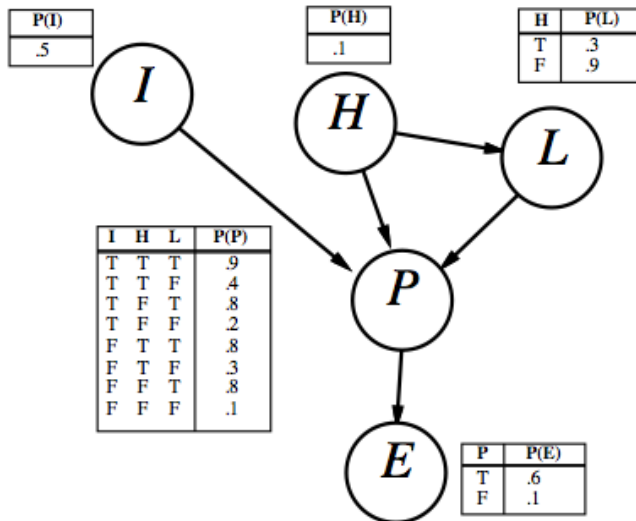 P(I)
.5
P(H)
.1
H P(L)
T .3
F .9
I
H
L
I H L P(P)
T T T .9
T T F .4
T F T .8
T F F .2
F T T .8
F T F .3
F F T .8
F F F .1
P
E
P P(E)
T .6
F .1